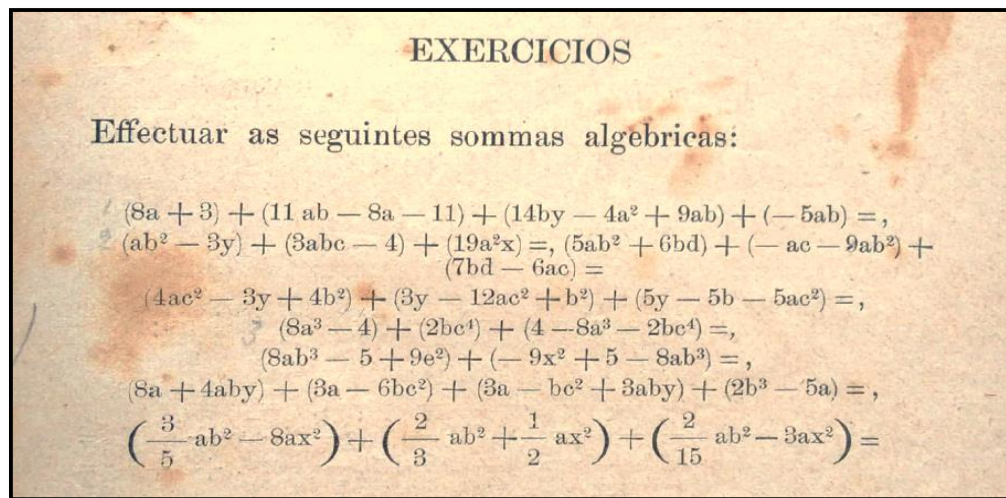 EXERCICIOS
Effectuar as seguintes sommas algebricas:
1 (8a + 3) + (11 ab — 8a — 11) + (14by — 4a² + 9ab) + (— 5ab) =,
2 (ab² — 3y) + (3abc — 4) + (19a²x) =, (5ab² + 6bd) + (— ac — 9ab²) +
(7bd — 6ac) =
(4ac² — 3y + 4b²) + (3y — 12ac² + b²) + (5y — 5b — 5ac²) =,
3 (8a³ — 4) + (2bc⁴) + (4 —8a³ — 2bc⁴) =,
(8ab³ — 5 + 9e²) + (— 9x² + 5 — 8ab³) =,
(8a + 4aby) + (3a — 6bc²) + (3a — bc² + 3aby) + (2b³ — 5a) =,
(3/5 ab² — 8ax²) + (2/3 ab² + 1/2 ax²) + (2/15 ab² — 3ax²) =